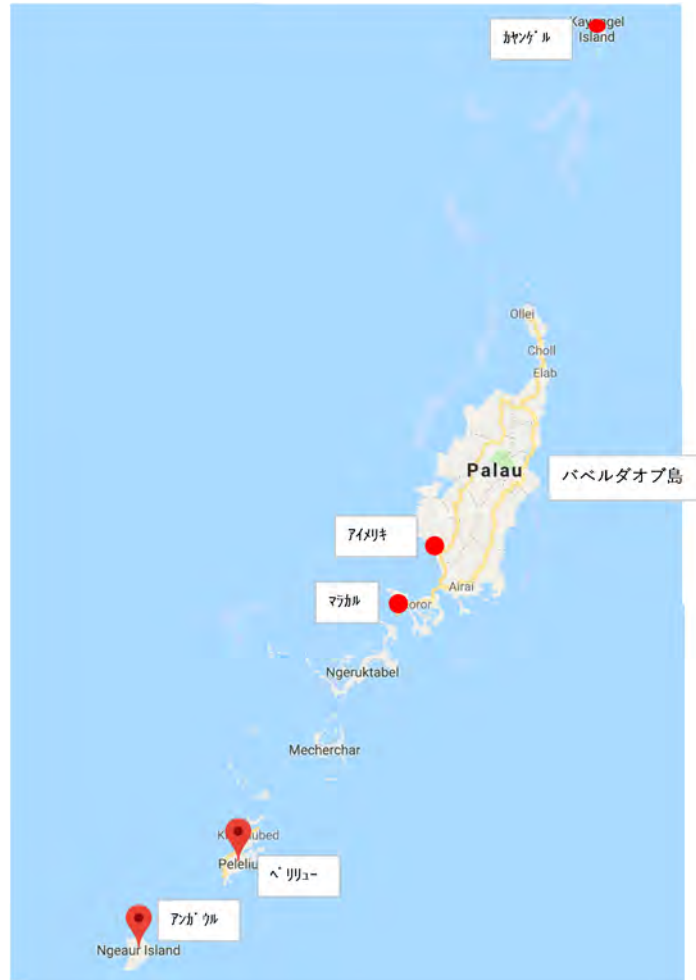 ｶﾔﾝｹﾞﾙ
Island
Ollei
Choll
Elab
Palau
バベルダオブ島
ｱｲﾒﾘｷ
ﾏﾗｶﾙ
Airai
Ngeruktabel
Mecherchar
Peleliu
ﾍﾟﾘﾘｭｰ
ｱﾝｶﾞｳﾙ
Ngeaur Island